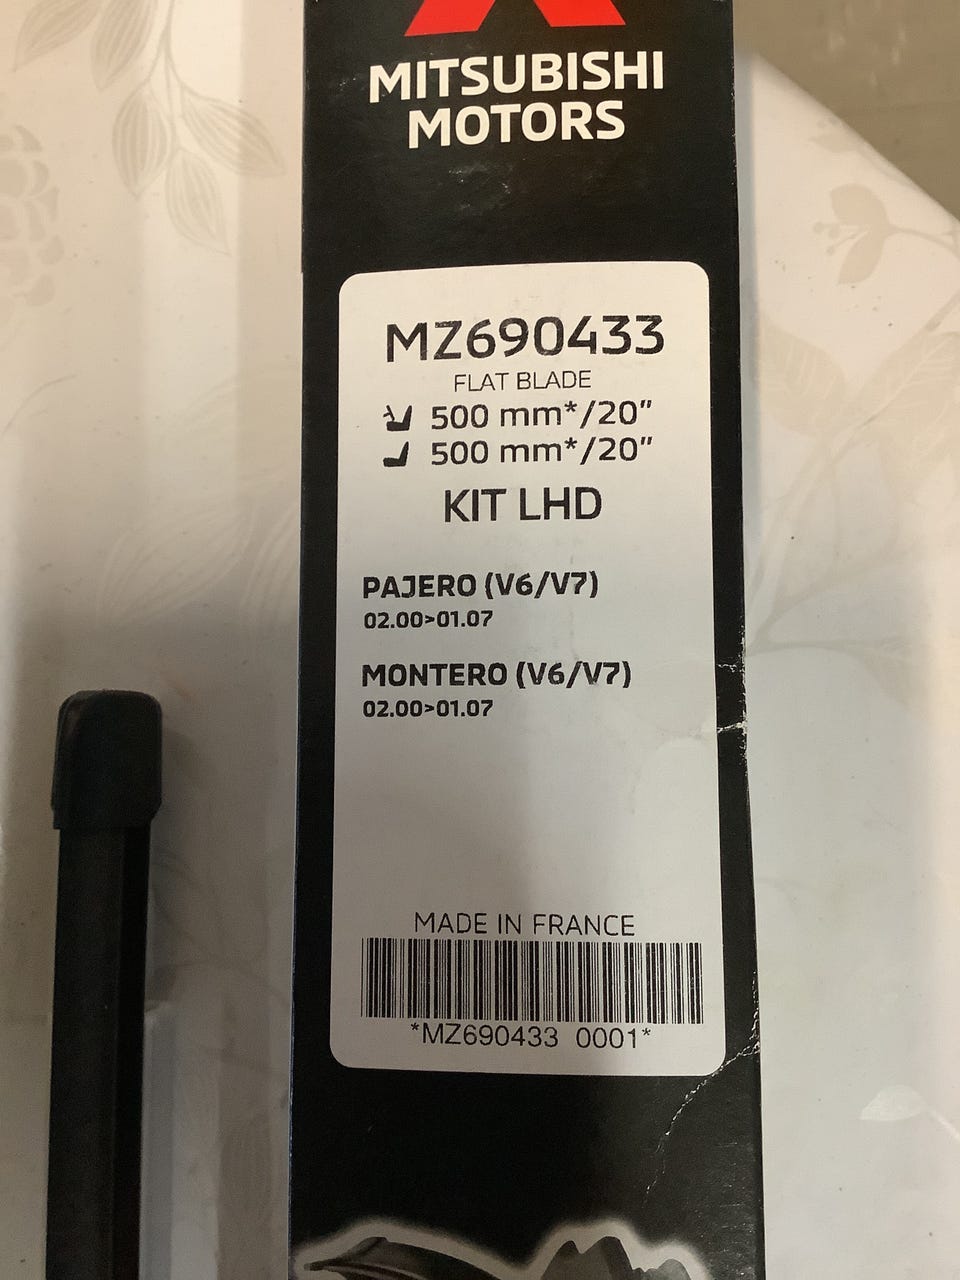 MITSUBISHI
MOTORS
MZ690433
FLAT BLADE
500 mm*/20"
500 mm*/20"
KIT LHD
PAJERO (V6/V7)
02.00>01.07
MONTERO (V6/V7)
02.00>01.07
MADE IN FRANCE
*MZ690433 0001*